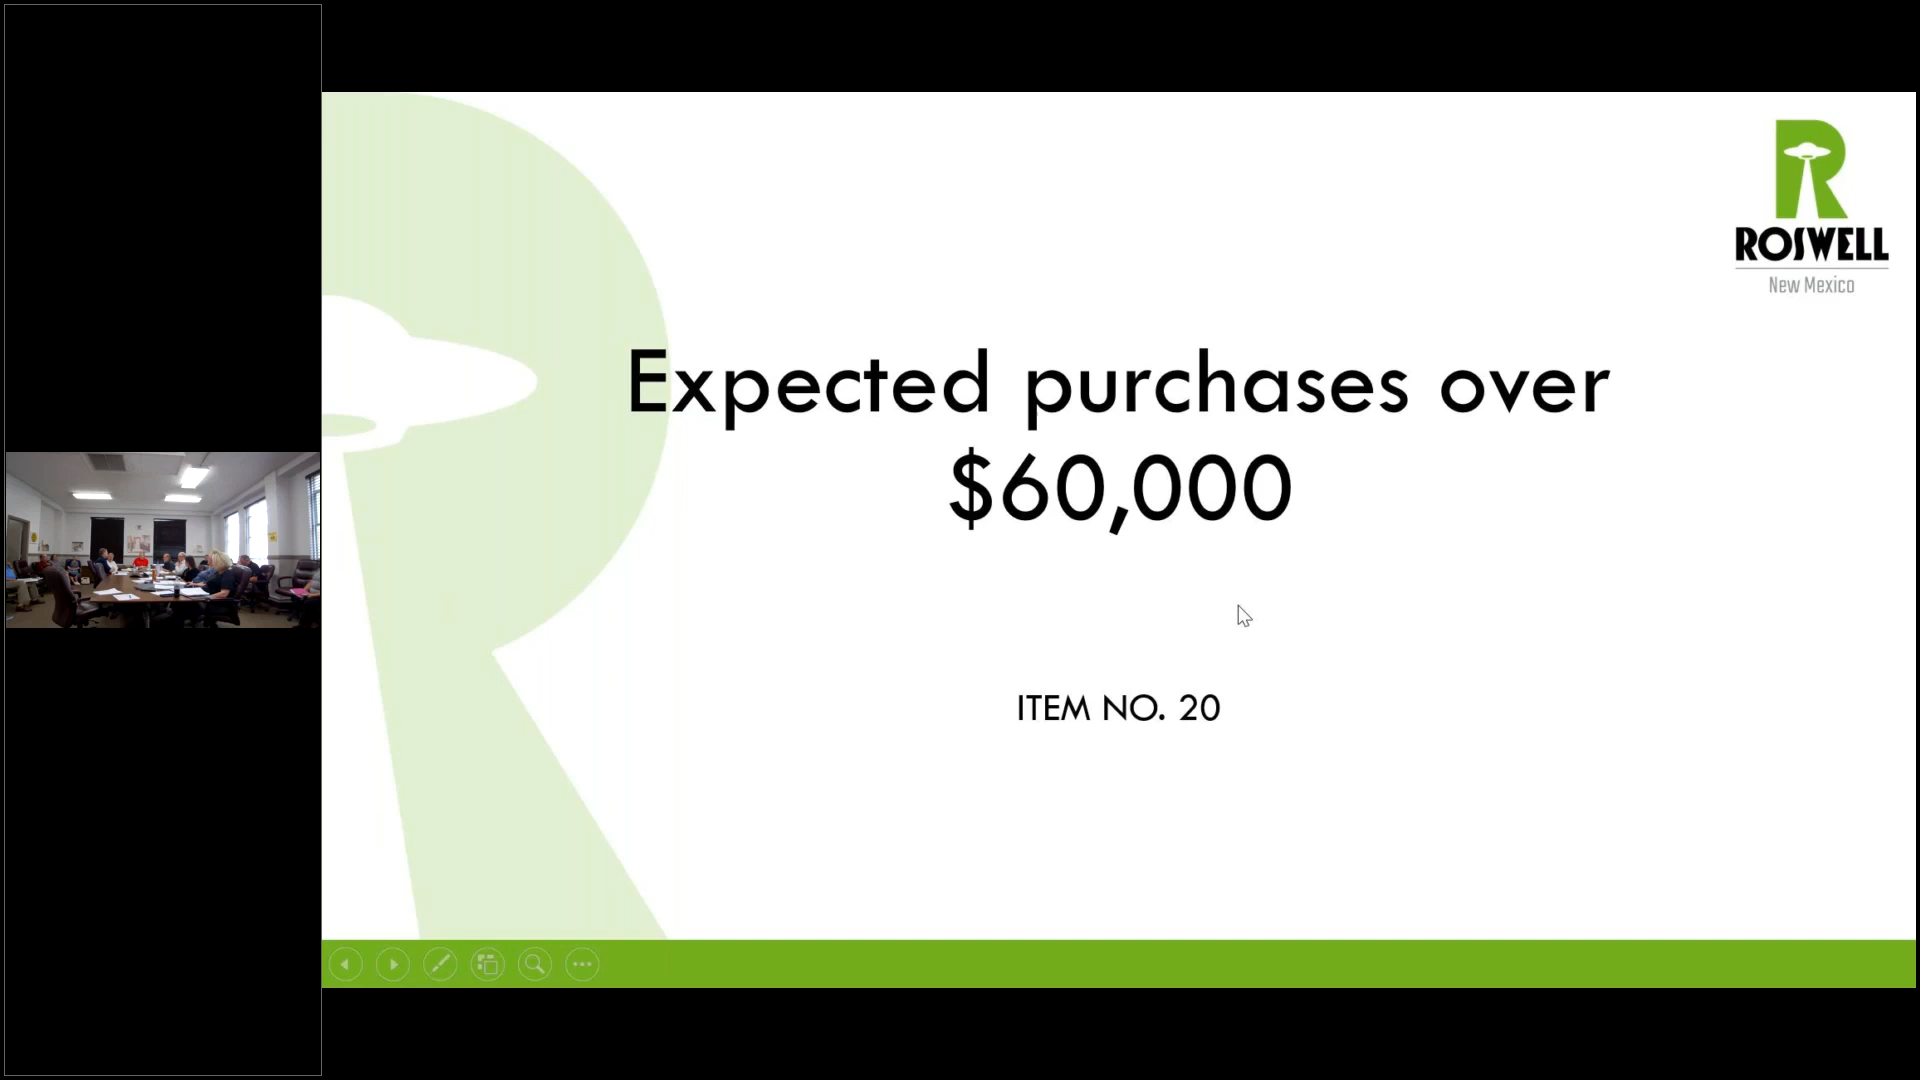 ROSWELL
New Mexico
Expected purchases over
$60,000
ITEM NO. 20